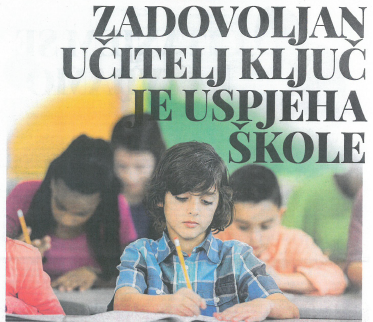 ZADOVOLJAN
UČITELJ KLJUČ
JE USPJEHA
ŠKOLE